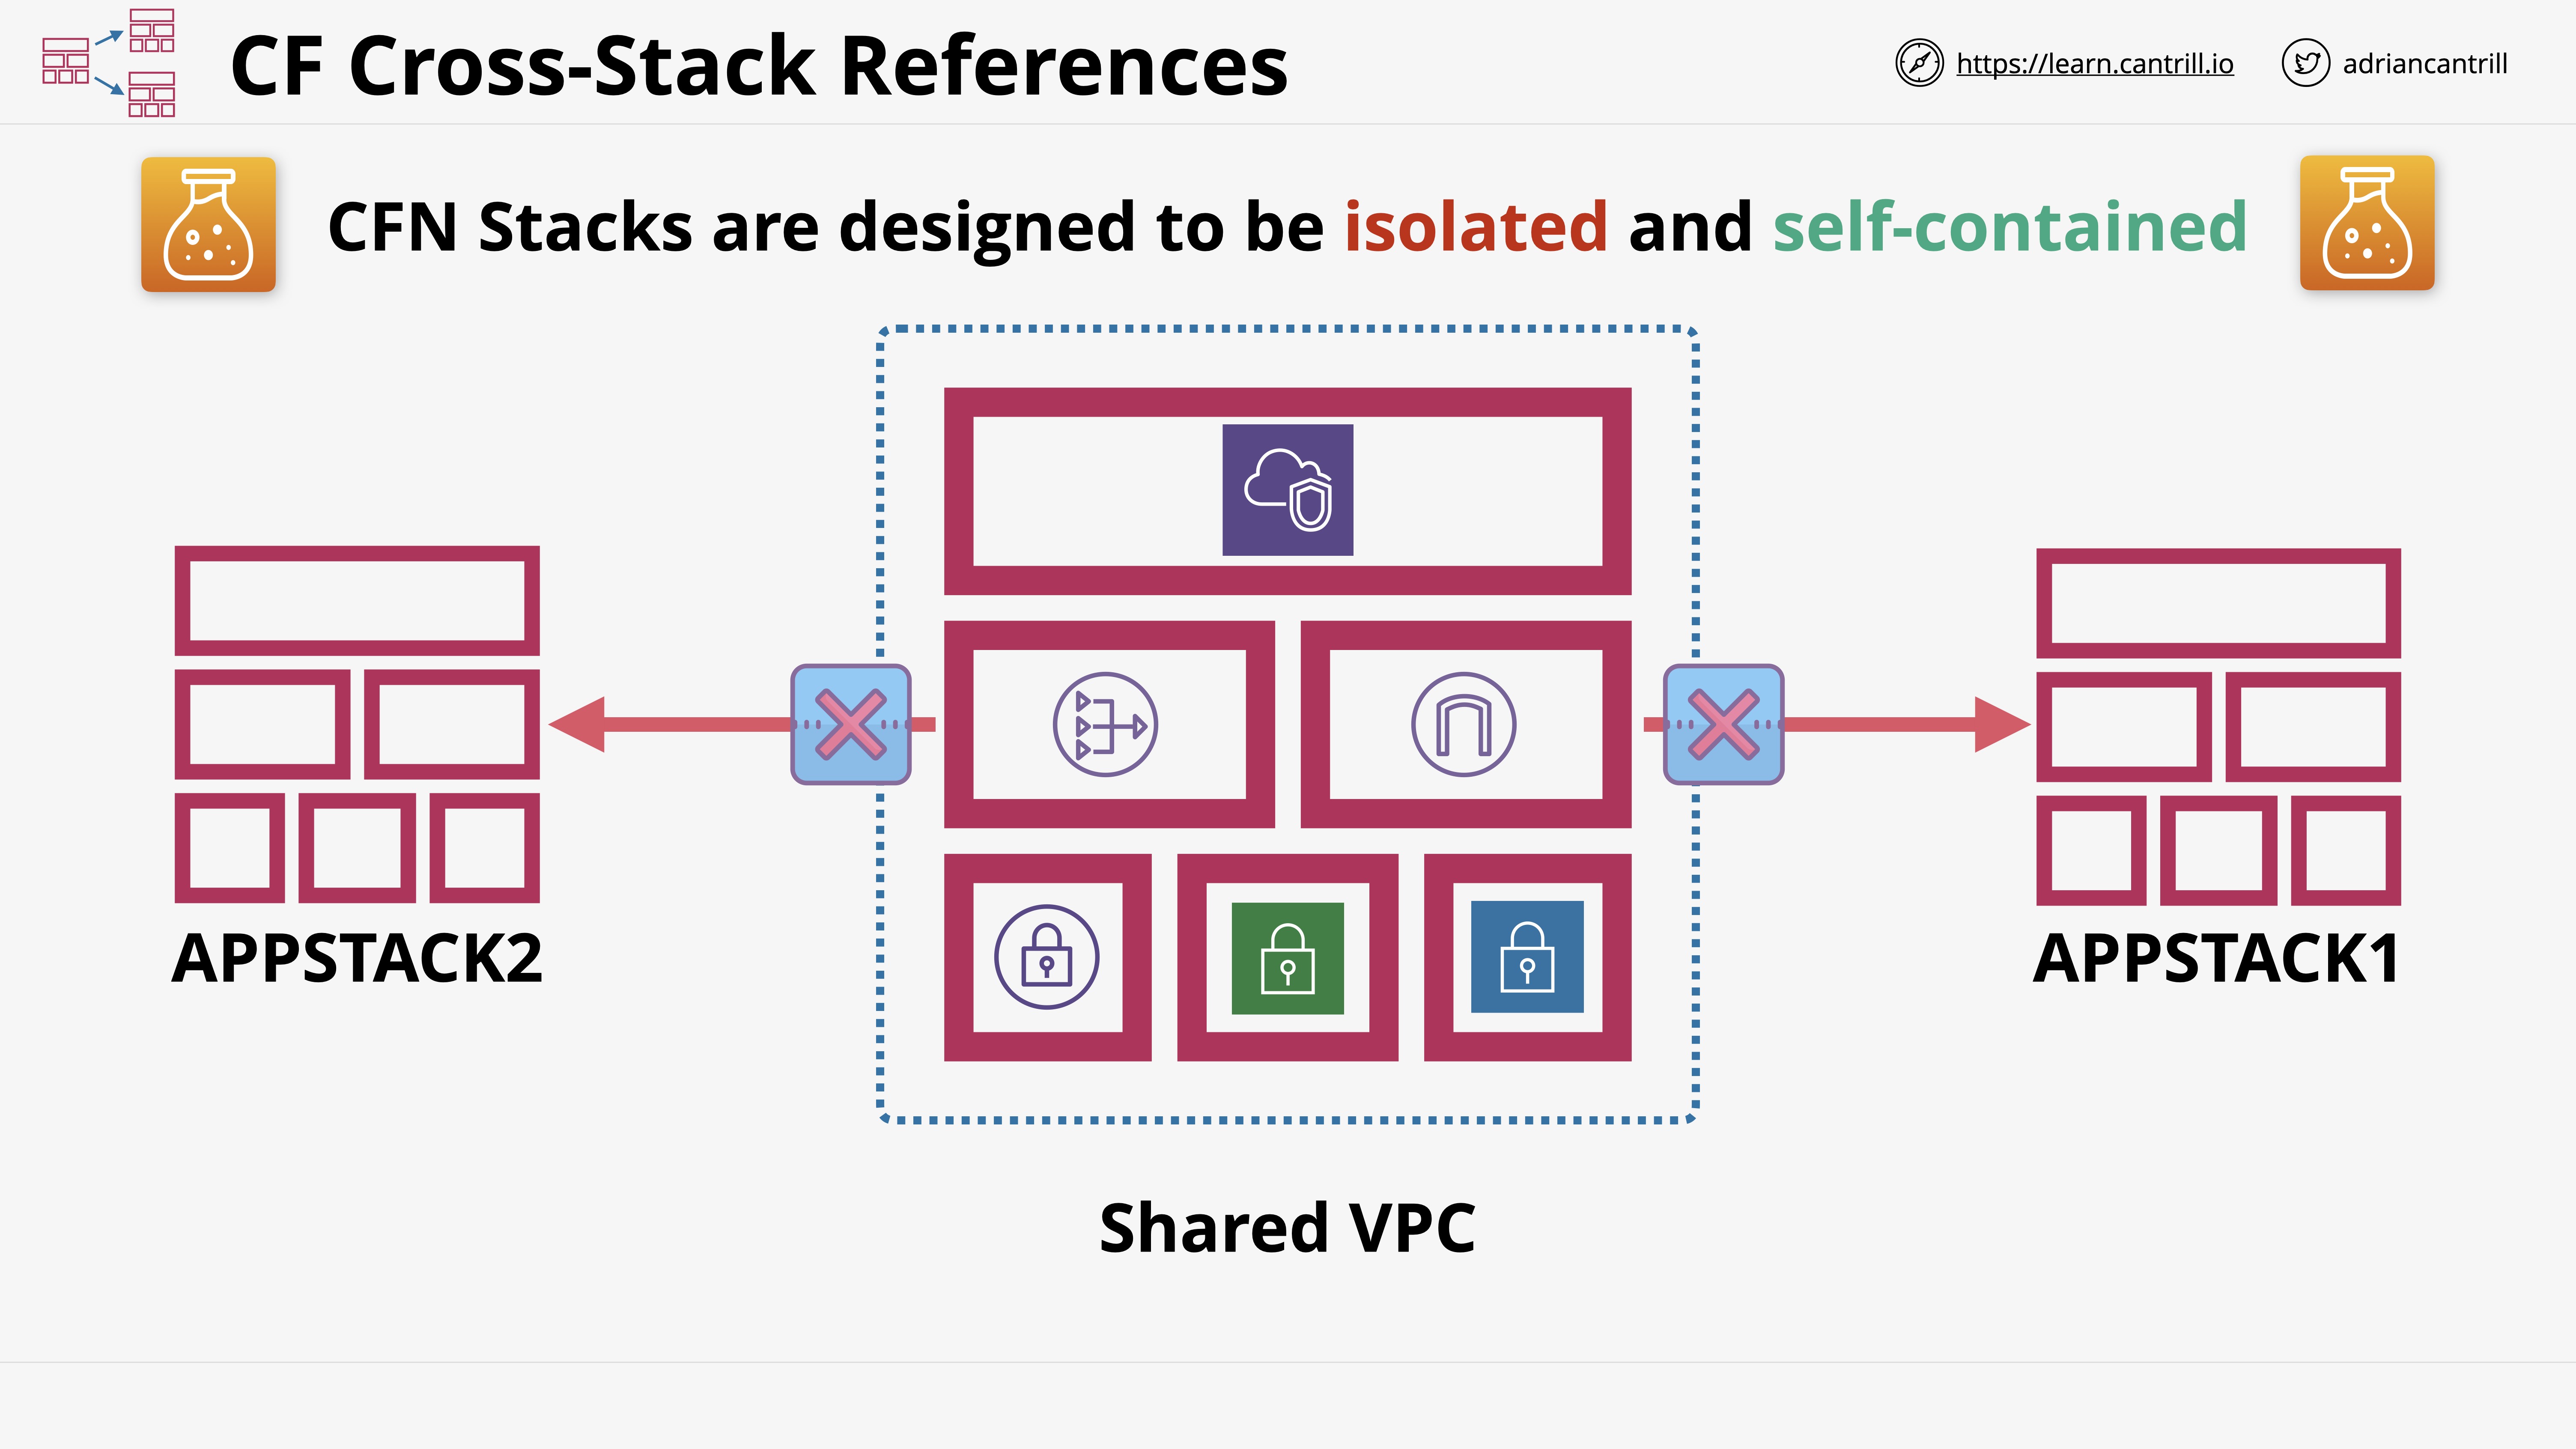 CF Cross-Stack References
https://learn.cantrill.io
adriancantrill
CFN Stacks are designed to be isolated and self-contained
APPSTACK2
APPSTACK1
Shared VPC